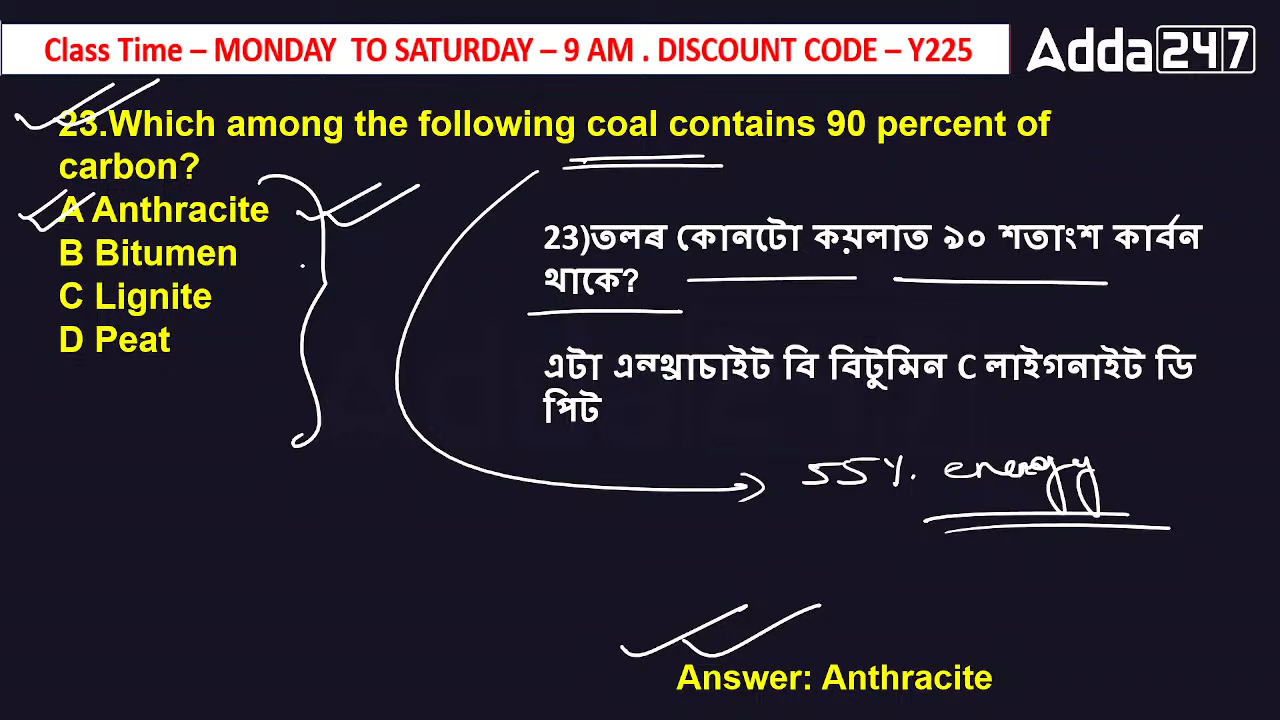 Class Time – MONDAY TO SATURDAY – 9 AM . DISCOUNT CODE – Y225
Adda247
23.Which among the following coal contains 90 percent of
carbon?
A Anthracite
B Bitumen
C Lignite
D Peat
23)তলৰ কোনটো কয়লাত ৯০ শতাংশ কাৰ্বন
থাকে?
এটা এনথ্ৰাচাইট বি বিটুমিন C লাইগনাইট ডি
পিট
55%. energy
Answer: Anthracite